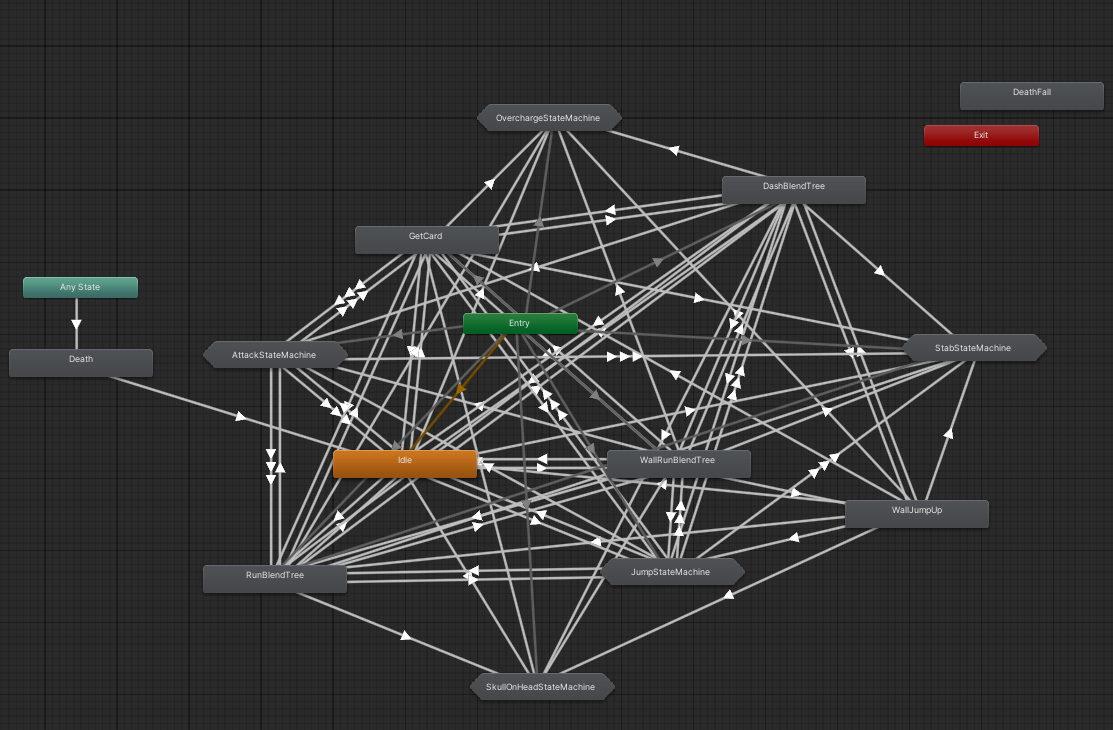 DeathFall
OverchargeStateMachine
Exit
DashBlendTree
GetCard
Any State
Entry
Death
AttackStateMachine
StabStateMachine
Idle
WallRunBlendTree
WallJumpUp
RunBlendTree
JumpStateMachine
SkullOnHeadStateMachine